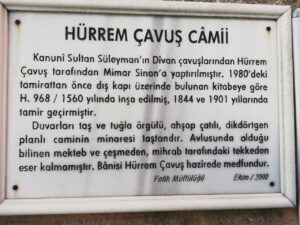 HÜRREM ÇAVUŞ CÂMİİ
Kanunî Sultan Süleyman'ın Divan çavuşlarından Hürrem
Çavuş tarafından Mimar Sinan'a yaptırılmıştır. 1980'deki
tamirattan önce dış kapı üzerinde bulunan kitabeye göre
H. 968 / 1560 yılında inşa edilmiş, 1844 ve 1901 yıllarında
tamir geçirmiştir.
Duvarları taş ve tuğla örgülü, ahşap çatılı, dikdörtgen
planlı caminin minaresi taştandır. Avlusunda olduğu
bilinen mekteb ve çeşmeden, mihrab tarafındaki tekkeden
eser kalmamıştır. Bânisi Hürrem Çavuş hazirede medfundur.
Fatih Müftülüğü Ekim / 2000